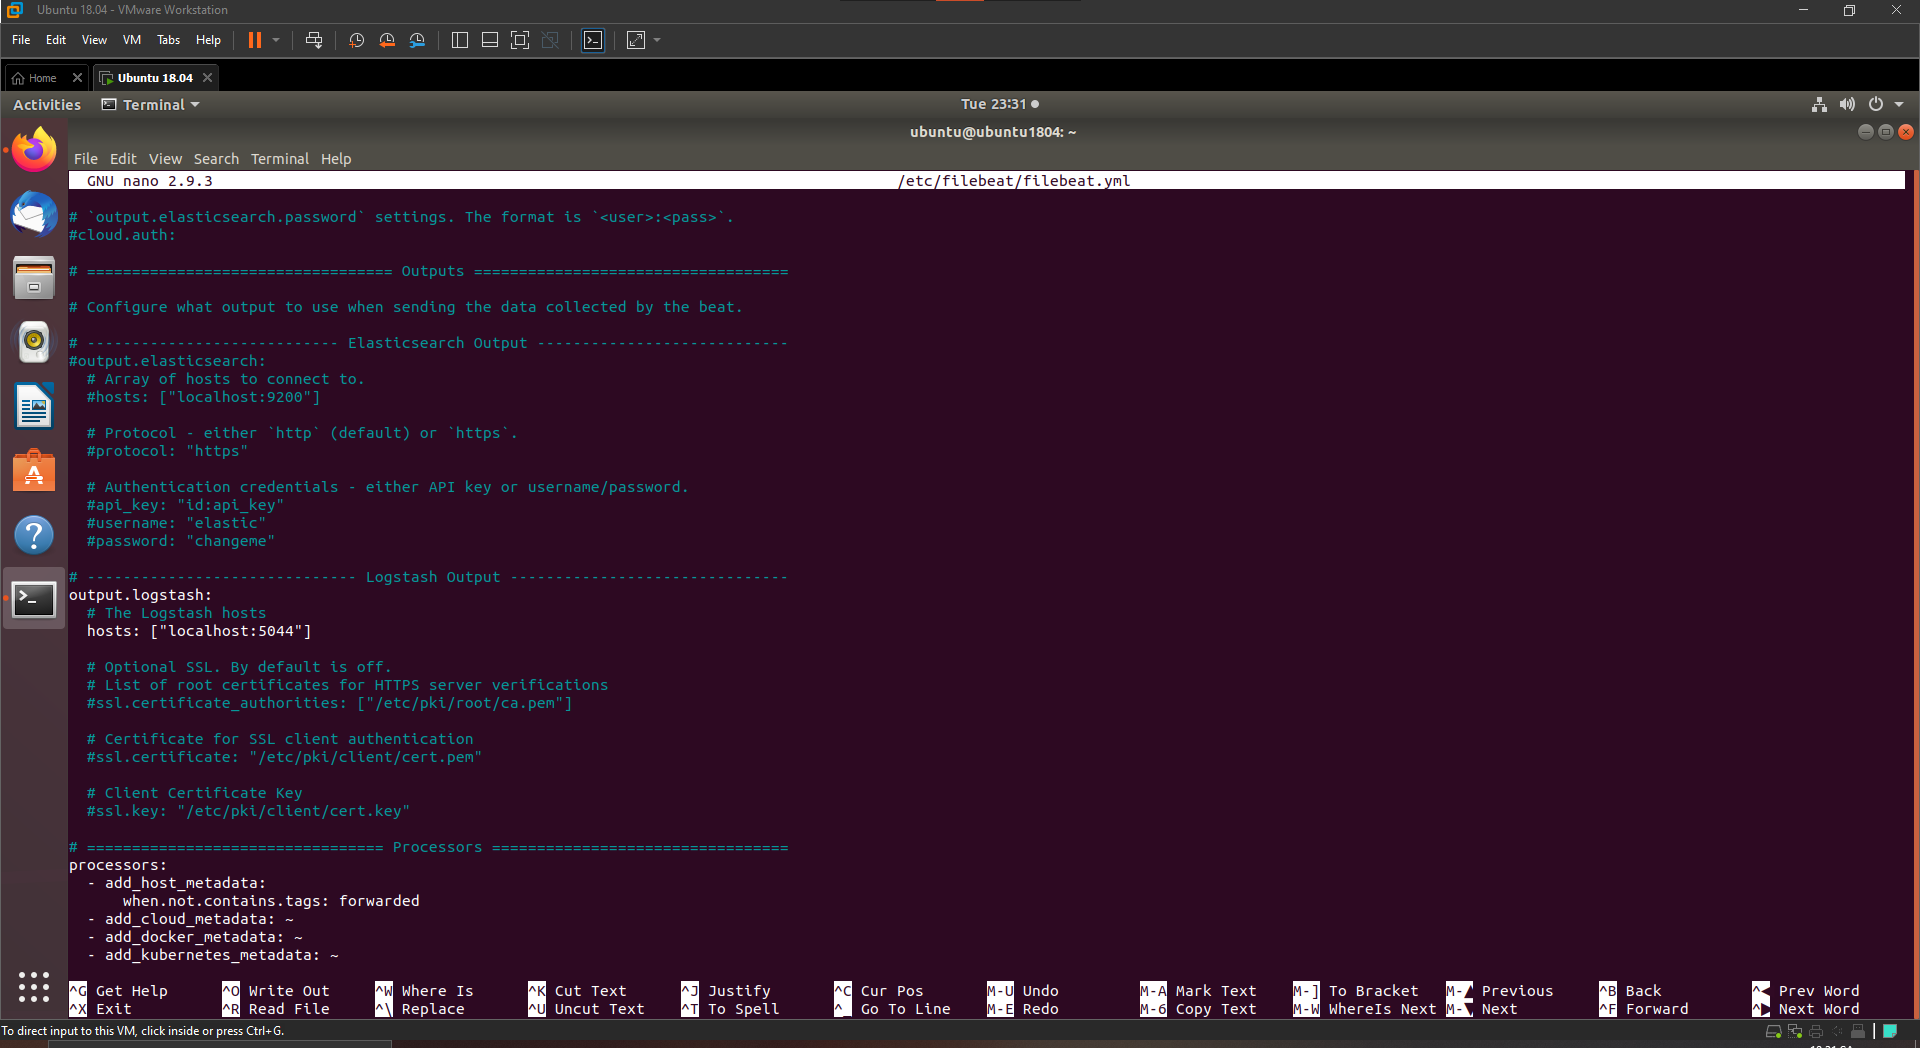 Ubuntu 18.04 - VMware Workstation
File Edit View VM Tabs Help
Home Ubuntu 18.04
Activities Terminal Tue 23:31
ubuntu@ubuntu1804: ~
File Edit View Search Terminal Help
GNU nano 2.9.3 /etc/filebeat/filebeat.yml
# `output.elasticsearch.password` settings. The format is `<user>:<pass>`.
#cloud.auth:
# ================================== Outputs ===================================
# Configure what output to use when sending the data collected by the beat.
# ---------------------------- Elasticsearch Output ----------------------------
#output.elasticsearch:
# Array of hosts to connect to.
#hosts: ["localhost:9200"]
# Protocol - either `http` (default) or `https`.
#protocol: "https"
# Authentication credentials - either API key or username/password.
#api_key: "id:api_key"
#username: "elastic"
#password: "changeme"
# ------------------------------ Logstash Output -------------------------------
output.logstash:
# The Logstash hosts
hosts: ["localhost:5044"]
# Optional SSL. By default is off.
# List of root certificates for HTTPS server verifications
#ssl.certificate_authorities: ["/etc/pki/root/ca.pem"]
# Certificate for SSL client authentication
#ssl.certificate: "/etc/pki/client/cert.pem"
# Client Certificate Key
#ssl.key: "/etc/pki/client/cert.key"
# ================================= Processors =================================
processors:
- add_host_metadata:
when.not.contains.tags: forwarded
- add_cloud_metadata: ~
- add_docker_metadata: ~
- add_kubernetes_metadata: ~
^G Get Help ^O Write Out ^W Where Is ^K Cut Text ^J Justify ^C Cur Pos M-U Undo M-A Mark Text M-] To Bracket M-▲ Previous ^B Back ^◀ Prev Word
^X Exit ^R Read File ^\ Replace ^U Uncut Text ^T To Spell ^_ Go To Line M-E Redo M-6 Copy Text M-W WhereIs Next M-▼ Next ^F Forward ^▶ Next Word
To direct input to this VM, click inside or press Ctrl+G.